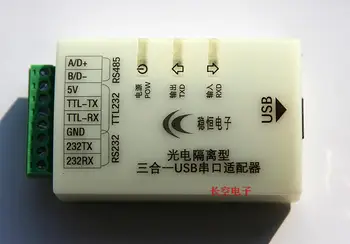 A/D+
B/D-
RS485
5V
TTL-TX
TTL-RX
GND
TTL232
232TX
232RX
RS232
电源
POW
输出
TXD
输入
RXD
USB
稳恒电子
光电隔离型
三合一USB串口适配器
长空电子